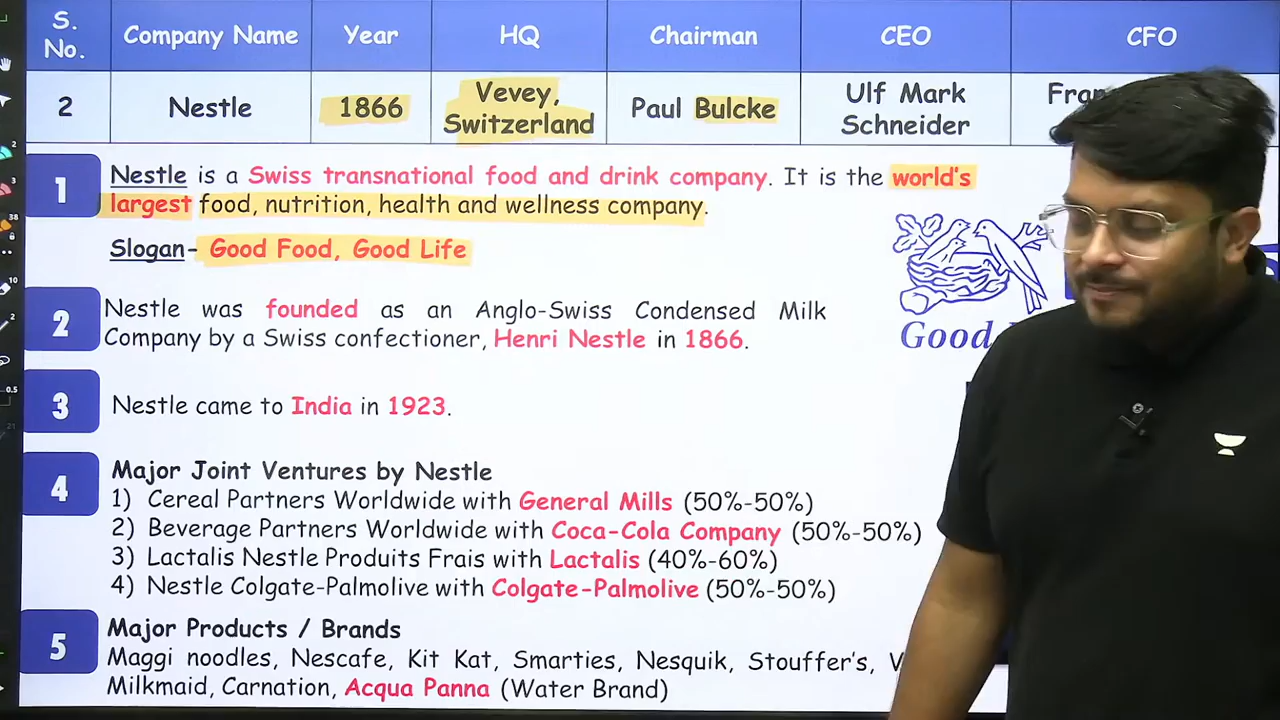 S. No. Company Name Year HQ Chairman CEO CFO
2 Nestle 1866 Vevey, Switzerland Paul Bulcke Ulf Mark Schneider
1 Nestle is a Swiss transnational food and drink company. It is the world's
largest food, nutrition, health and wellness company.
Slogan- Good Food, Good Life
2 Nestle was founded as an Anglo-Swiss Condensed Milk
Company by a Swiss confectioner, Henri Nestle in 1866.
Good
3 Nestle came to India in 1923.
4 Major Joint Ventures by Nestle
1) Cereal Partners Worldwide with General Mills (50%-50%)
2) Beverage Partners Worldwide with Coca-Cola Company (50%-50%)
3) Lactalis Nestle Produits Frais with Lactalis (40%-60%)
4) Nestle Colgate-Palmolive with Colgate-Palmolive (50%-50%)
5 Major Products / Brands
Maggi noodles, Nescafe, Kit Kat, Smarties, Nesquik, Stouffer's,
Milkmaid, Carnation, Acqua Panna (Water Brand)